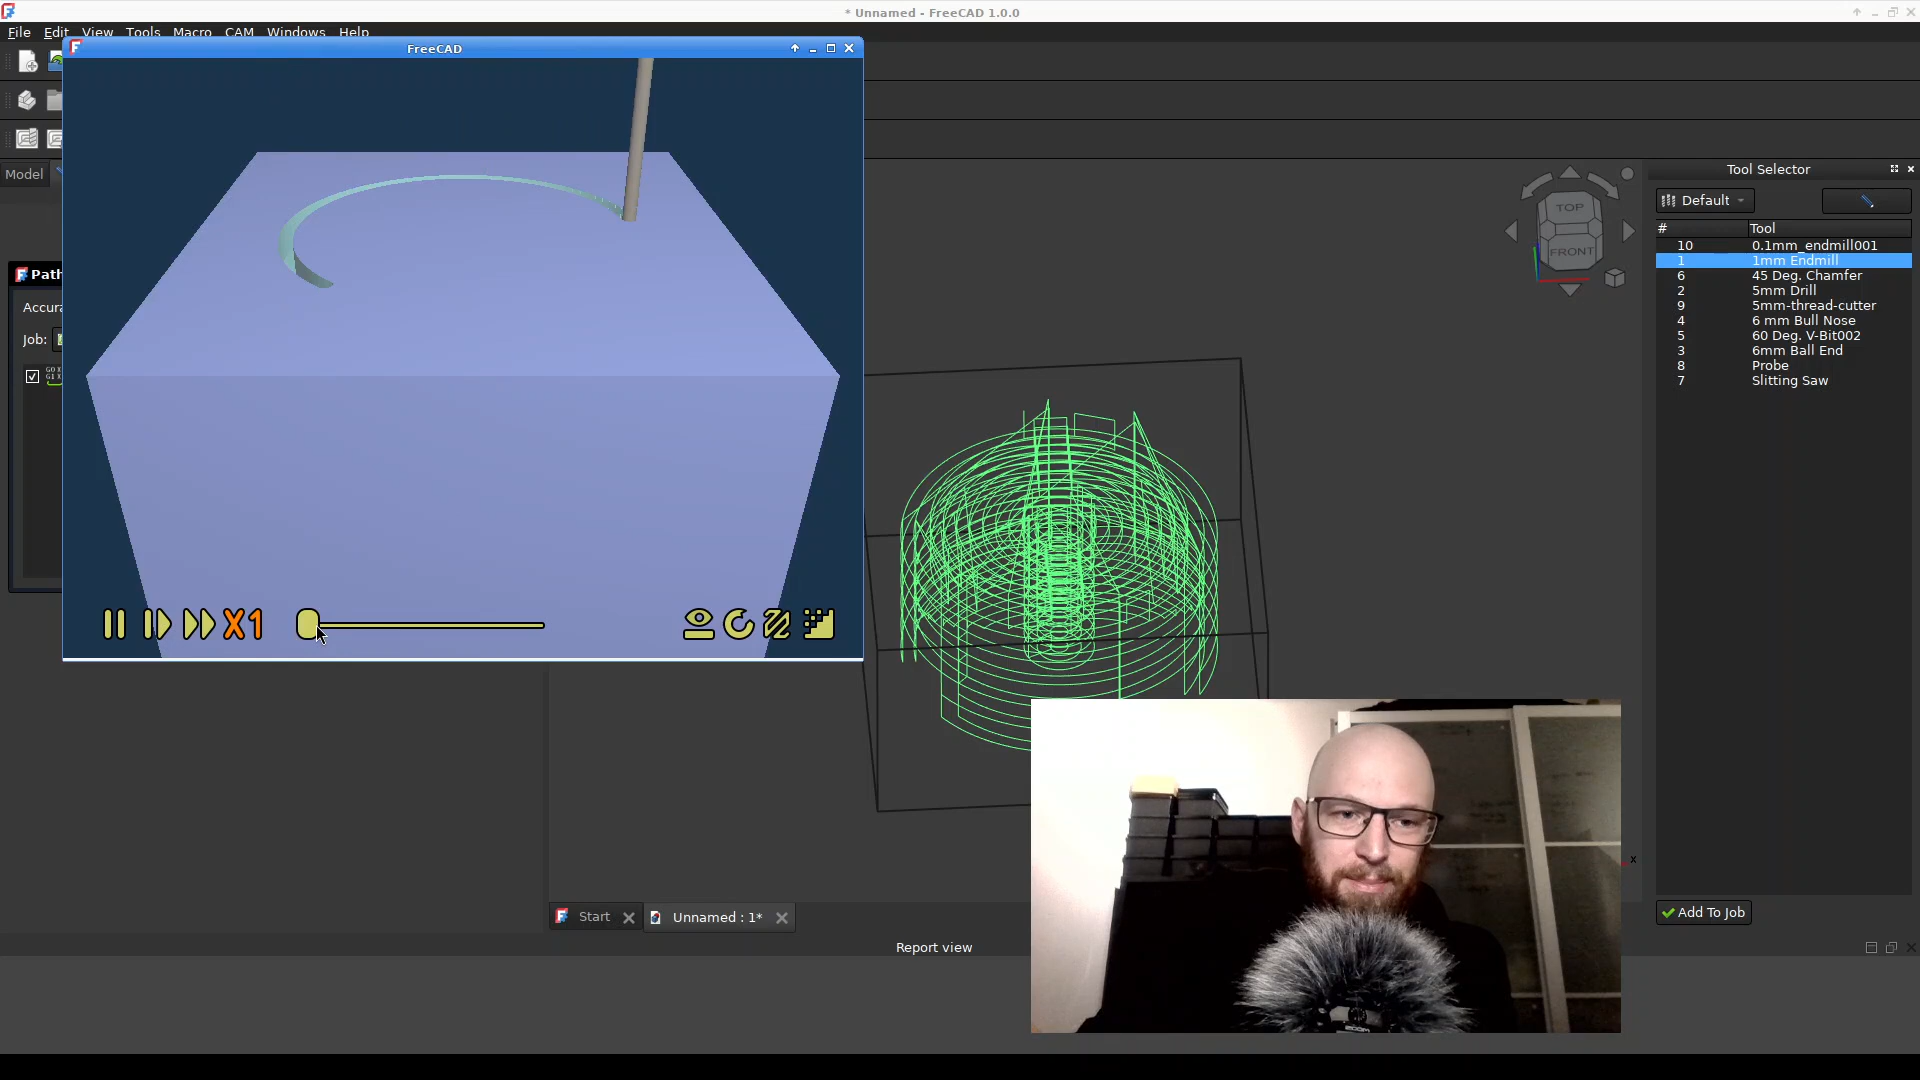 * Unnamed - FreeCAD 1.0.0
File Edit View Tools Macro CAM Windows Help
FreeCAD
Model
Path
Accura
Job:
X1
TOP
FRONT
Tool Selector
Default
# Tool
10 0.1mm_endmill001
1 1mm Endmill
6 45 Deg. Chamfer
2 5mm Drill
9 5mm-thread-cutter
4 6 mm Bull Nose
5 60 Deg. V-Bit002
3 6mm Ball End
8 Probe
7 Slitting Saw
Add To Job
x
Start
Unnamed : 1*
Report view
zoom